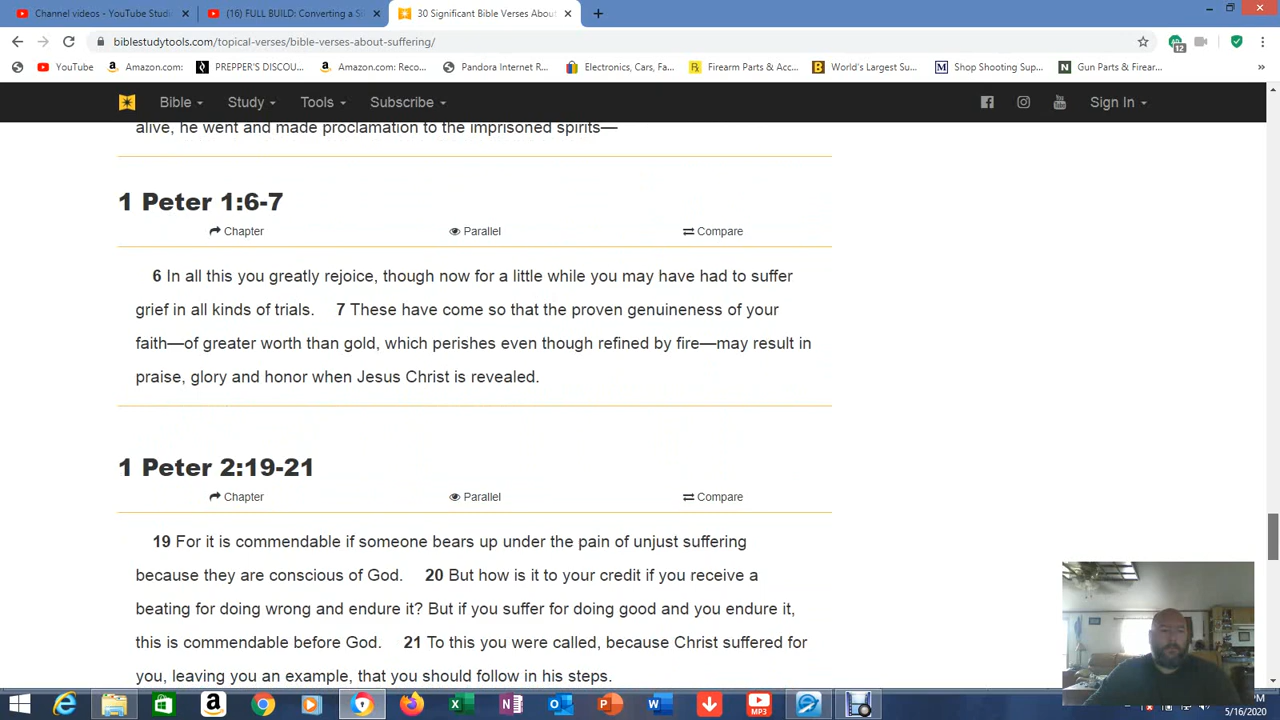 Channel videos - YouTube Studi
(16) FULL BUILD: Converting a S
30 Significant Bible Verses About
biblestudytools.com/topical-verses/bible-verses-about-suffering/
12
YouTube
Amazon.com:
PREPPER'S DISCOU...
Amazon.com: Reco...
Pandora Internet R...
Electronics, Cars, Fa...
Firearm Parts & Acc...
World's Largest Su...
Shop Shooting Sup...
Gun Parts & Firear...
Bible
Study
Tools
Subscribe
Sign In
alive, he went and made proclamation to the imprisoned spirits—
1 Peter 1:6-7
Chapter
Parallel
Compare
6 In all this you greatly rejoice, though now for a little while you may have had to suffer
grief in all kinds of trials. 7 These have come so that the proven genuineness of your
faith—of greater worth than gold, which perishes even though refined by fire—may result in
praise, glory and honor when Jesus Christ is revealed.
1 Peter 2:19-21
Chapter
Parallel
Compare
19 For it is commendable if someone bears up under the pain of unjust suffering
because they are conscious of God. 20 But how is it to your credit if you receive a
beating for doing wrong and endure it? But if you suffer for doing good and you endure it,
this is commendable before God. 21 To this you were called, because Christ suffered for
you, leaving you an example, that you should follow in his steps.
MP3
M
5/16/2020